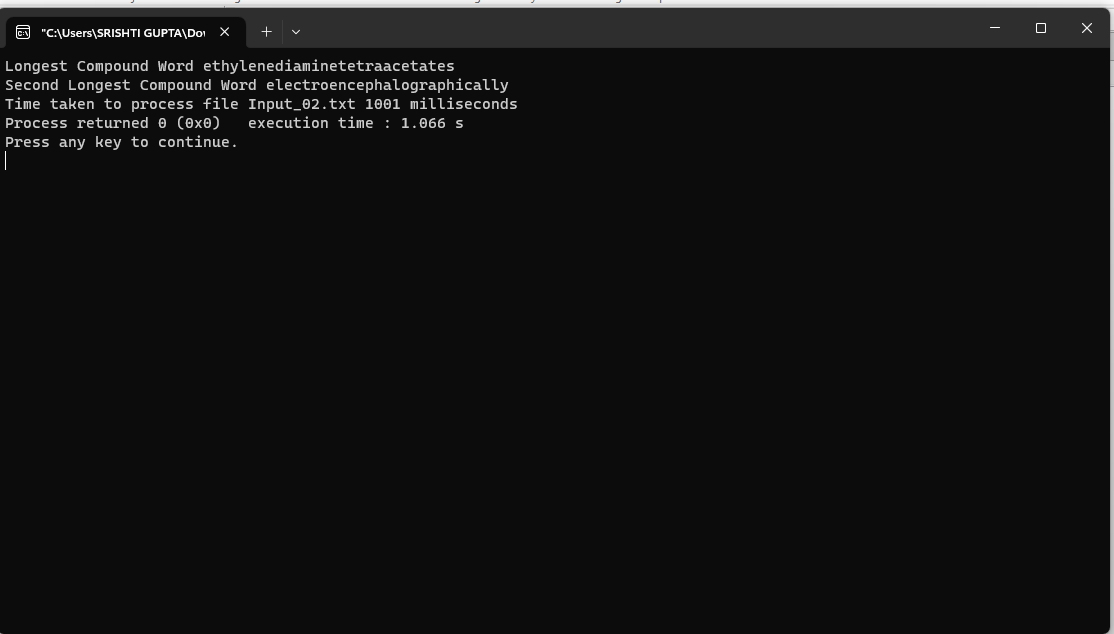 "C:\Users\SRISHTI GUPTA\Dov
Longest Compound Word ethylenediaminetetraacetates
Second Longest Compound Word electroencephalographically
Time taken to process file Input_02.txt 1001 milliseconds
Process returned 0 (0x0)   execution time : 1.066 s
Press any key to continue.